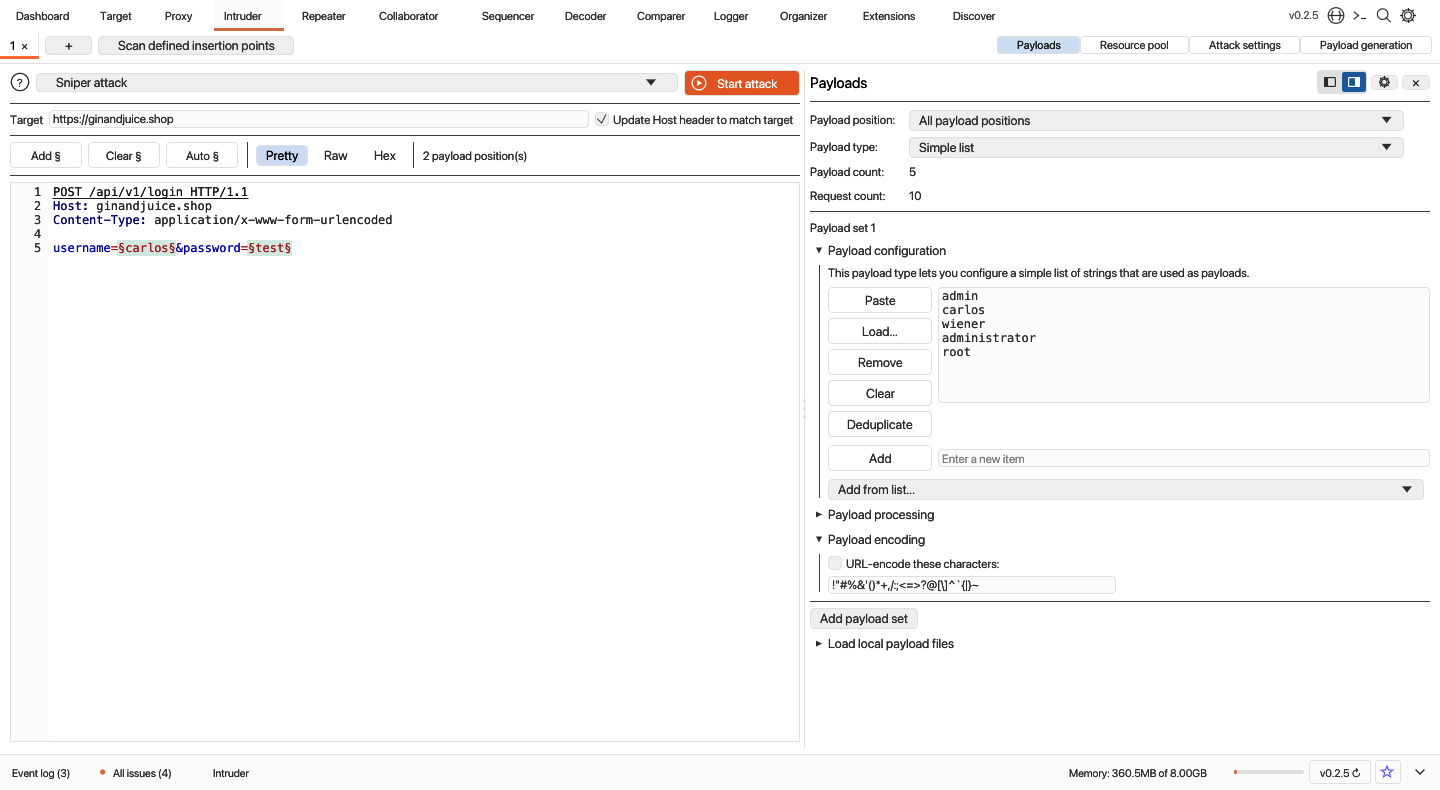 Dashboard Target Proxy Intruder Repeater Collaborator Sequencer Decoder Comparer Logger Organizer Extensions Discover v0.2.5
1 × + Scan defined insertion points Payloads Resource pool Attack settings Payload generation
? Sniper attack Start attack
Target https://ginandjuice.shop Update Host header to match target
Add § Clear § Auto § Pretty Raw Hex 2 payload position(s)
1 POST /api/v1/login HTTP/1.1
2 Host: ginandjuice.shop
3 Content-Type: application/x-www-form-urlencoded
4
5 username=§carlos§&password=§test§
Payloads
Payload position: All payload positions
Payload type: Simple list
Payload count: 5
Request count: 10
Payload set 1
Payload configuration
This payload type lets you configure a simple list of strings that are used as payloads.
Paste
Load...
Remove
Clear
Deduplicate
admin
carlos
wiener
administrator
root
Add Enter a new item
Add from list...
Payload processing
Payload encoding
URL-encode these characters:
!"#%&'()*+,/:;<=>?@[\]^`{|}~
Add payload set
Load local payload files
Event log (3) All issues (4) Intruder Memory: 360.5MB of 8.00GB v0.2.5